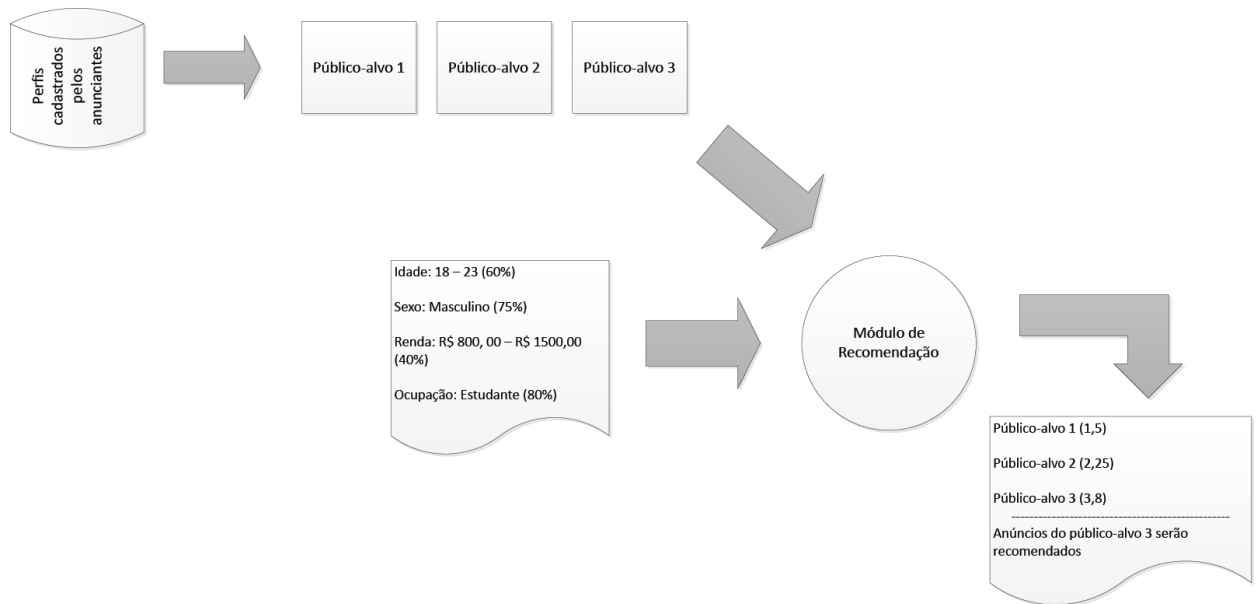 Perfis
cadastrados
pelos
anunciantes
Público-alvo 1
Público-alvo 2
Público-alvo 3
Idade: 18 – 23 (60%)
Sexo: Masculino (75%)
Renda: R$ 800, 00 – R$ 1500,00
(40%)
Ocupação: Estudante (80%)
Módulo de
Recomendação
Público-alvo 1 (1,5)
Público-alvo 2 (2,25)
Público-alvo 3 (3,8)
Anúncios do público-alvo 3 serão
recomendados